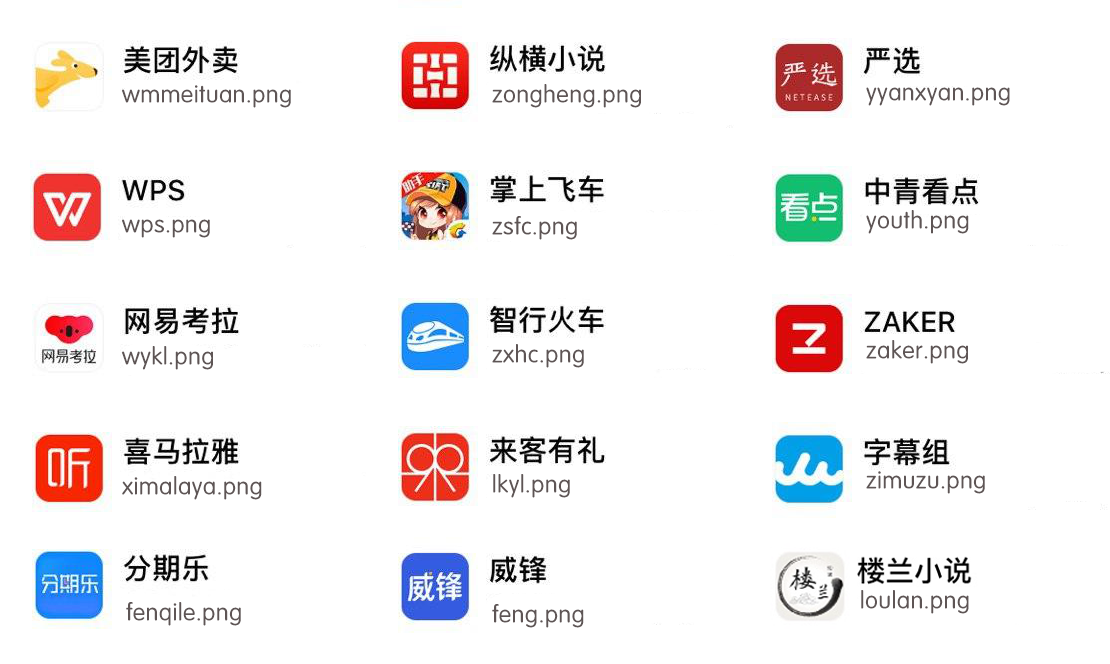 美团外卖
wmmeituan.png
纵横小说
zongheng.png
严选
NETEASE
严选
yyanxyan.png
WPS
wps.png
助手
掌上飞车
zsfc.png
看点
中青看点
youth.png
网易考拉
网易考拉
wykl.png
智行火车
zxhc.png
ZAKER
zaker.png
听
喜马拉雅
ximalaya.png
来客有礼
lkyl.png
字幕组
zimuzu.png
分期乐
分期乐
fenqile.png
威锋
威锋
feng.png
楼兰
楼兰小说
loulan.png